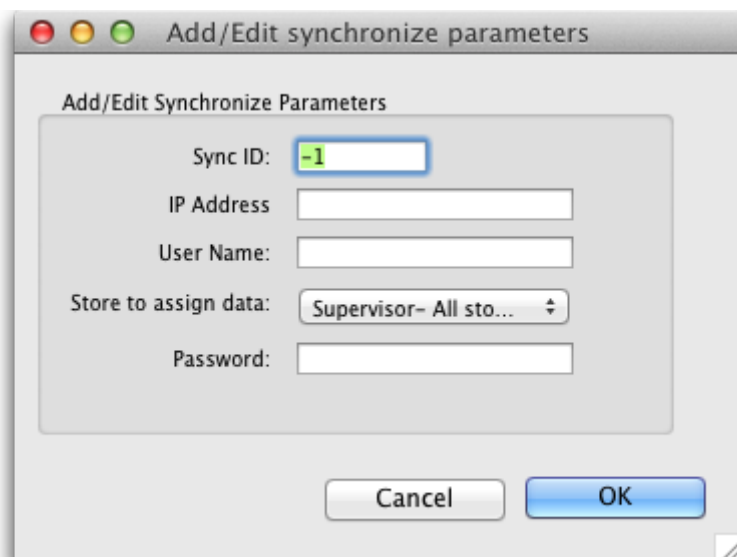 Add/Edit synchronize parameters
Add/Edit Synchronize Parameters
Sync ID: -1
IP Address
User Name:
Store to assign data: Supervisor- All sto...
Password:
Cancel OK